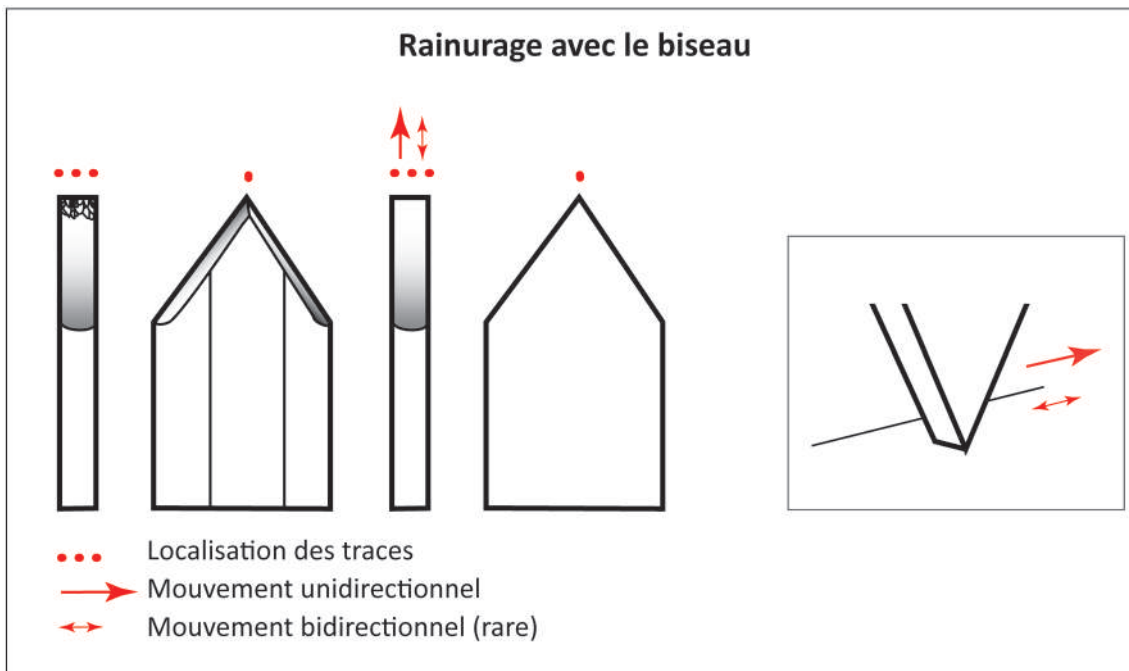 Rainurage avec le biseau
Localisation des traces
Mouvement unidirectionnel
Mouvement bidirectionnel (rare)